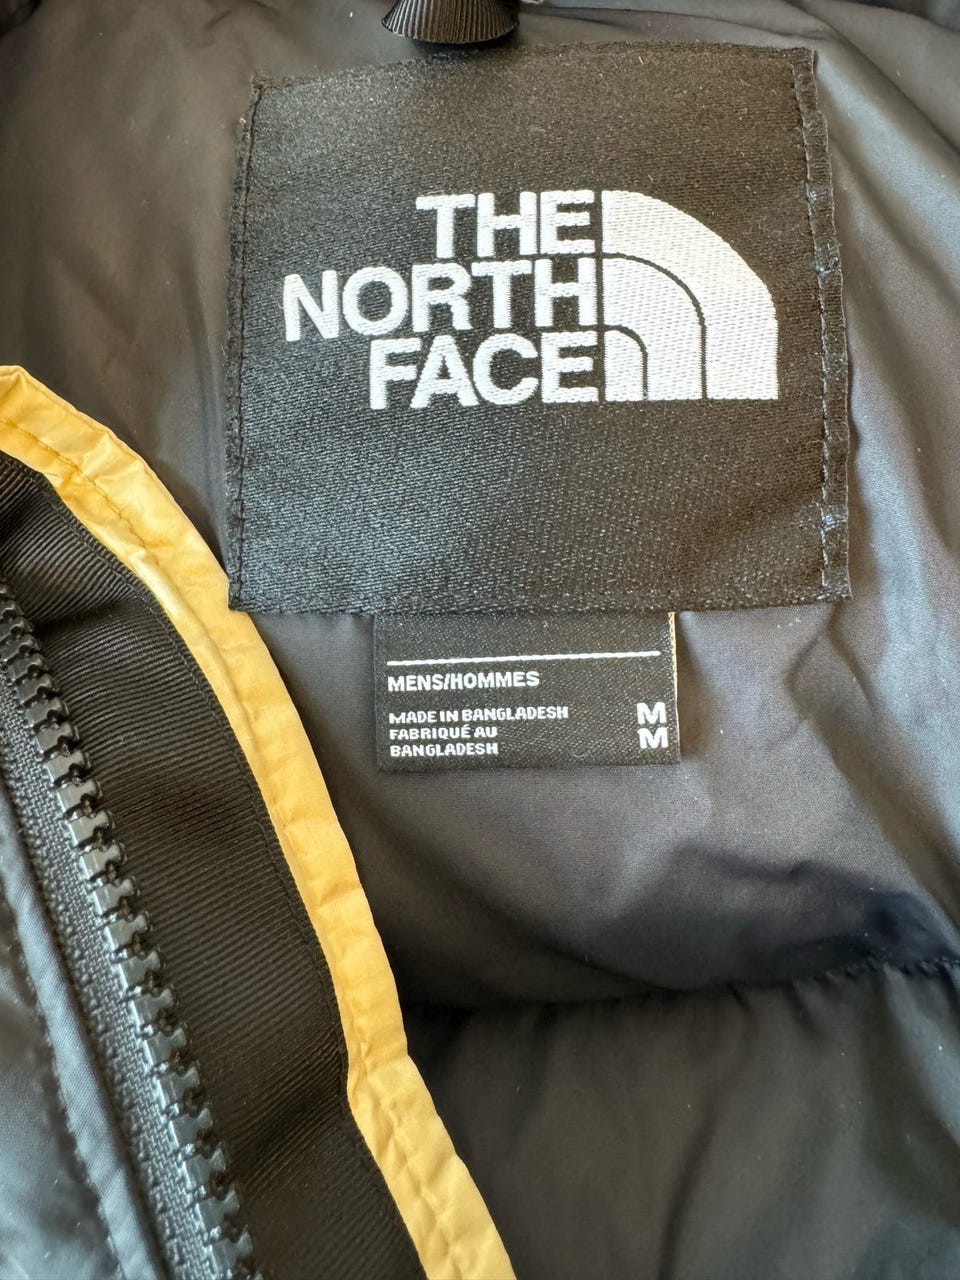 THE
NORTH
FACE
MENS/HOMMES
MADE IN BANGLADESH M
FABRIQUÉ AU M
BANGLADESH